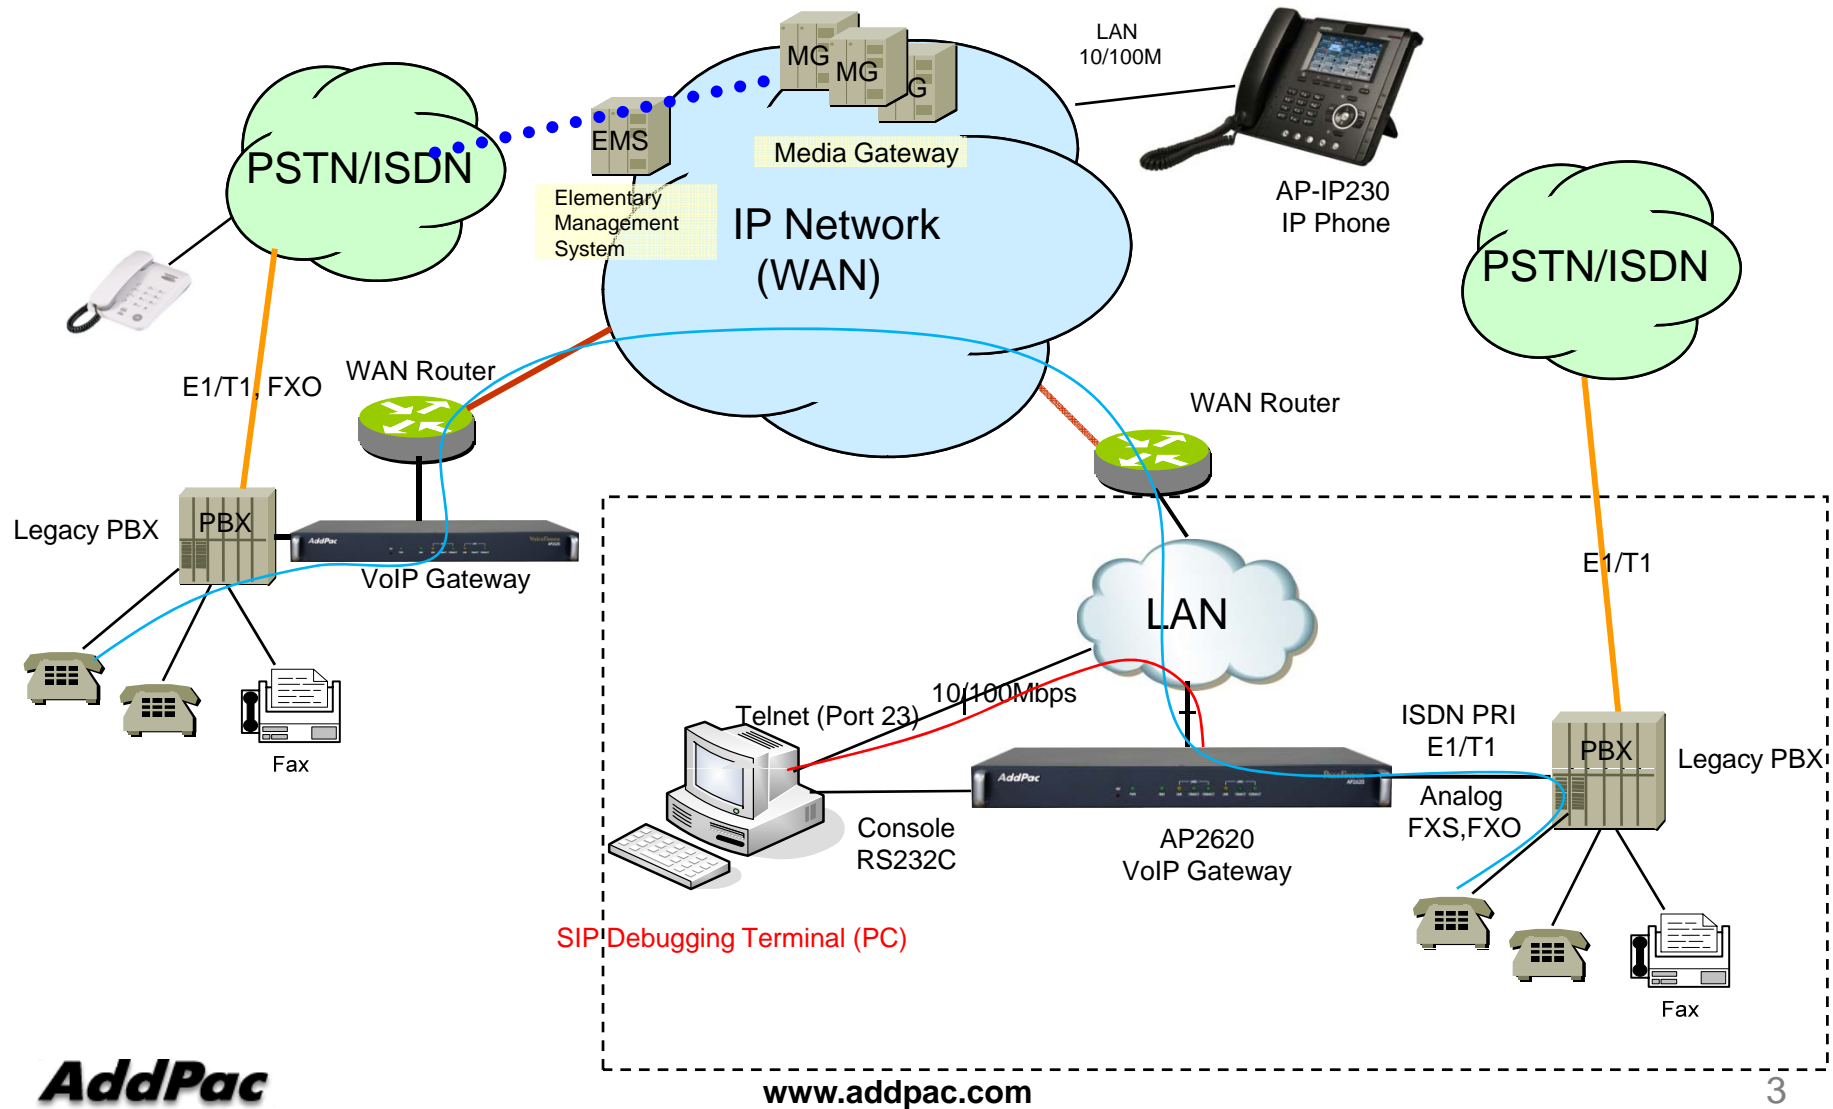 LAN
10/100M
MG
MG
G
EMS
PSTN/ISDN
Media Gateway
Elementary
Management
System
IP Network
(WAN)
AP-IP230
IP Phone
PSTN/ISDN
E1/T1, FXO
WAN Router
WAN Router
Legacy PBX
PBX
AddPac
VoIP Gateway
E1/T1
LAN
Fax
10/100Mbps
Telnet (Port 23)
ISDN PRI
E1/T1
PBX
Legacy PBX
AddPac
AP2620
Console
RS232C
AP2620
VoIP Gateway
Analog
FXS,FXO
SIP Debugging Terminal (PC)
Fax
AddPac
www.addpac.com
3